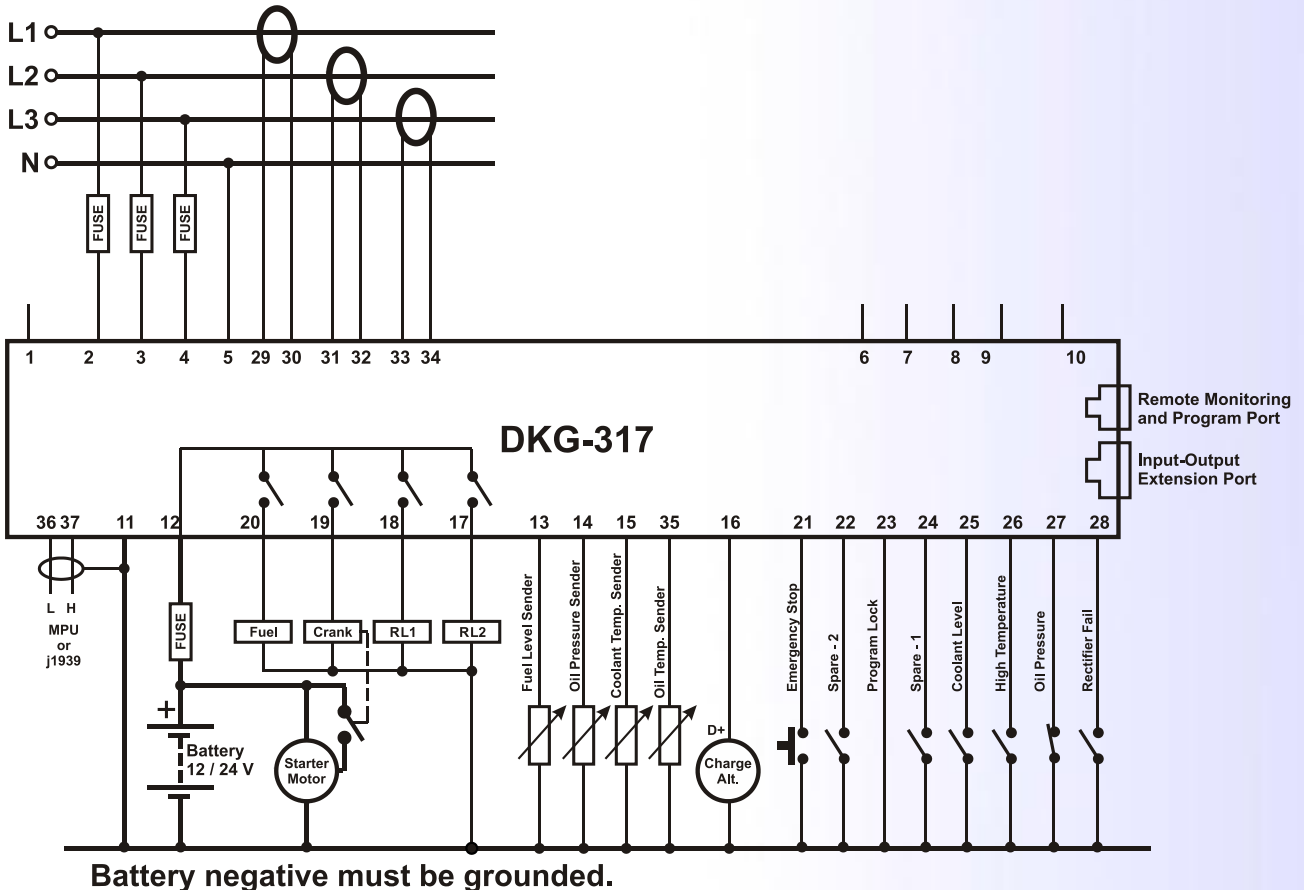 L1
L2
L3
N
FUSE
FUSE
FUSE
1 2 3 4 5 29 30 31 32 33 34 6 7 8 9 10
Remote Monitoring
and Program Port
DKG-317
Input-Output
Extension Port
36 37 11 12 20 19 18 17 13 14 15 35 16 21 22 23 24 25 26 27 28
L H
MPU
or
j1939
FUSE
Fuel
Crank
RL1
RL2
Fuel Level Sender
Oil Pressure Sender
Coolant Temp. Sender
Oil Temp. Sender
Emergency Stop
Spare - 2
Program Lock
Spare - 1
Coolant Level
High Temperature
Oil Pressure
Rectifier Fail
+
Battery
12 / 24 V
Starter
Motor
D+
Charge
Alt.
Battery negative must be grounded.